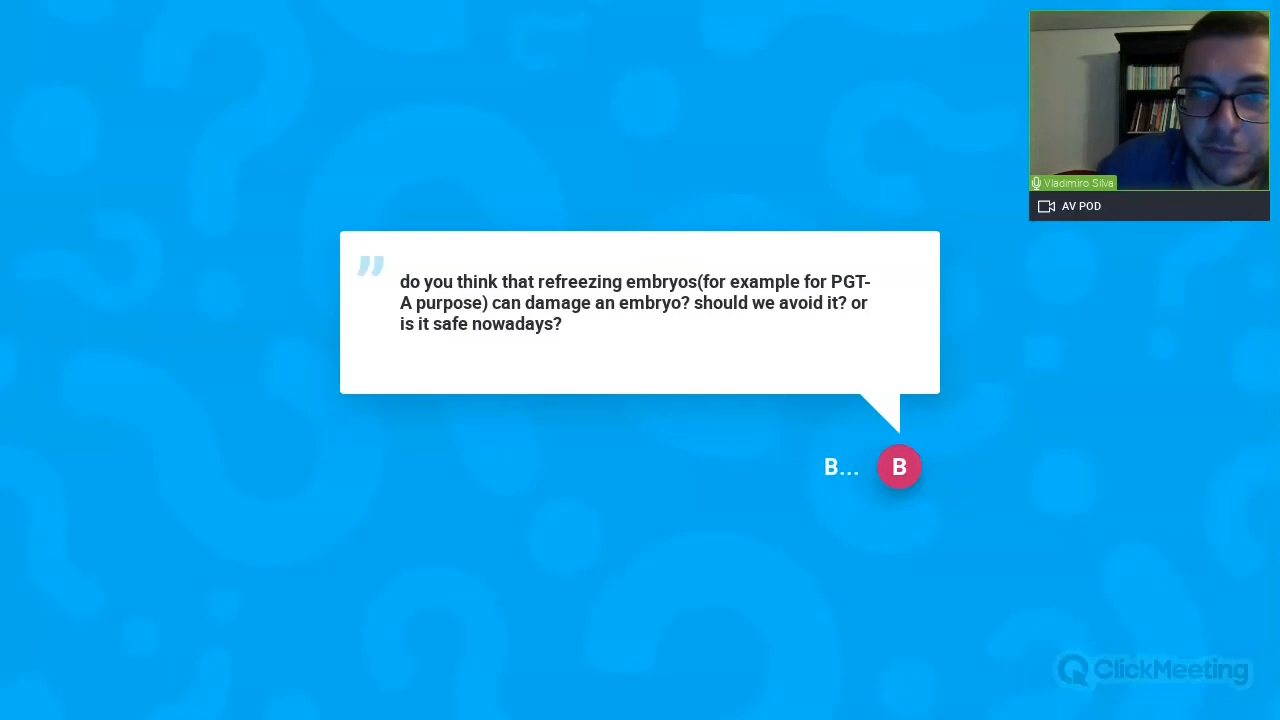 Vladimiro Silva
AV POD
do you think that refreezing embryos(for example for PGT-
A purpose) can damage an embryo? should we avoid it? or
is it safe nowadays?
B...
B
ClickMeeting